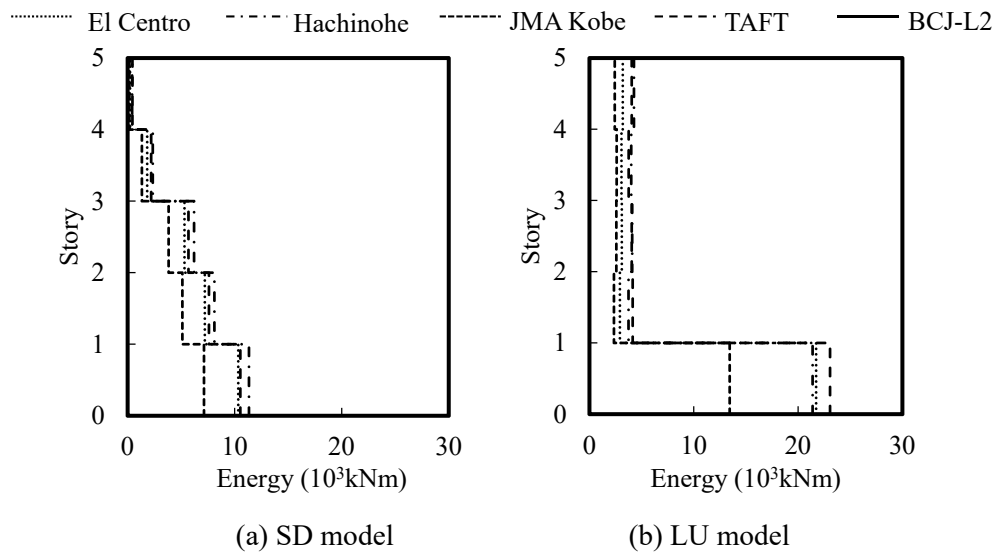 El Centro Hachinohe JMA Kobe TAFT BCJ-L2
5 5
4 4
3 3
Story Story
2 2
1 1
0 0
0 10 20 30 0 10 20 30
Energy (10³kNm) Energy (10³kNm)
(a) SD model (b) LU model